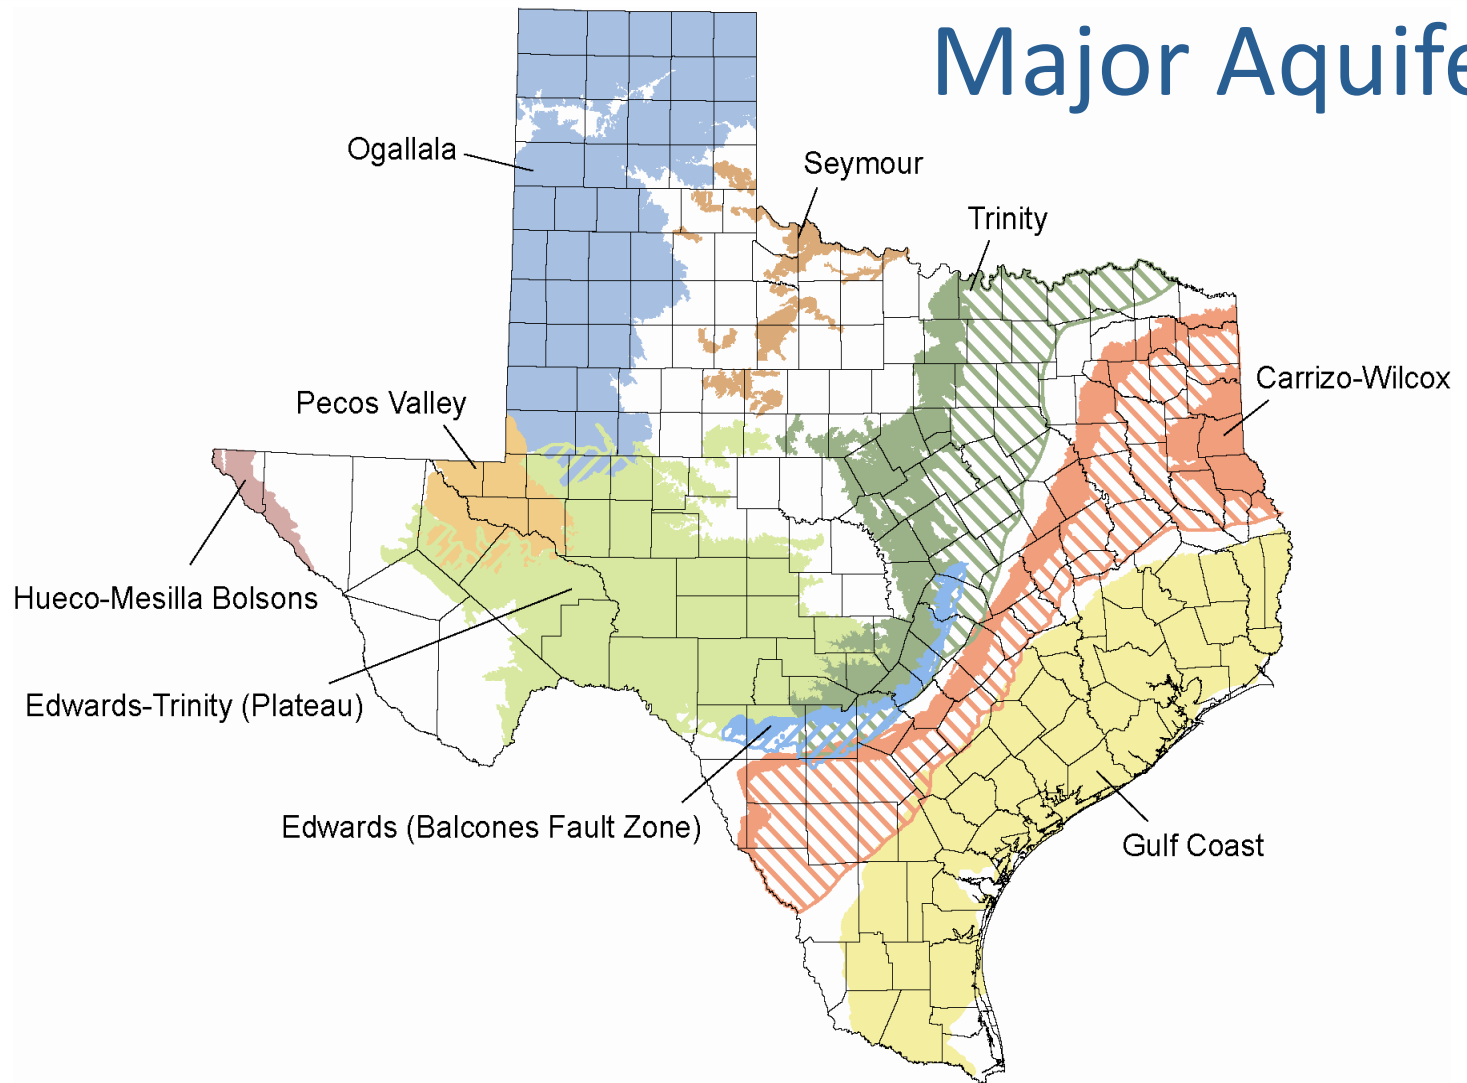 Major Aquife
Ogallala
Seymour
Trinity
Carrizo-Wilcox
Pecos Valley
Hueco-Mesilla Bolsons
Edwards-Trinity (Plateau)
Edwards (Balcones Fault Zone)
Gulf Coast